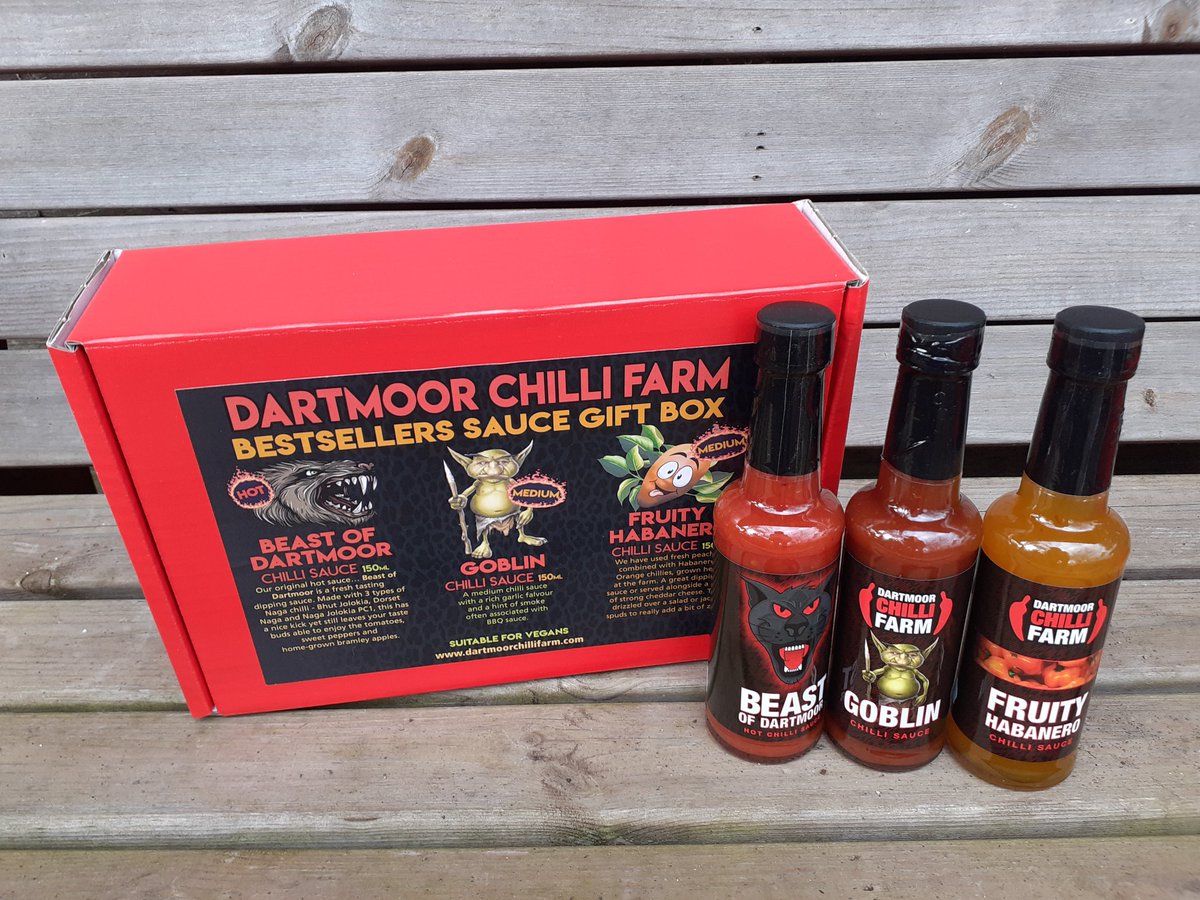 DARTMOOR CHILLI FARM
BESTSELLERS SAUCE GIFT BOX
HOT
BEAST OF
DARTMOOR
CHILLI SAUCE 150ML
Our original hot sauce... Beast of
Dartmoor is a fresh tasting
dipping sauce. Made with 3 types of
Naga chilli - Bhut Jolokia, Dorset
Naga and Naga Jolokia PC1, this has
a nice kick yet still leaves your taste
buds able to enjoy the tomatoes,
sweet peppers and
home-grown bramley apples.
MEDIUM
GOBLIN
CHILLI SAUCE 150ML
A medium chilli sauce
with a rich garlic falvour
and a hint of smoke
often associated with
BBQ sauce.
SUITABLE FOR VEGANS
www.dartmoorchillifarm.com
MEDIUM
FRUITY
HABANERO
CHILLI SAUCE
We have used fresh
combined with
Orange chillies, grown
at the farm. A great
sauce or served alongside a
of strong cheddar cheese.
drizzled over a salad or
spuds to really add a bit of
BEAST
OF DARTMOOR
HOT CHILLI SAUCE
DARTMOOR
CHILLI
FARM
GOBLIN
CHILLI SAUCE
DARTMOOR
CHILLI
FARM
FRUITY
HABANERO
CHILLI SAUCE